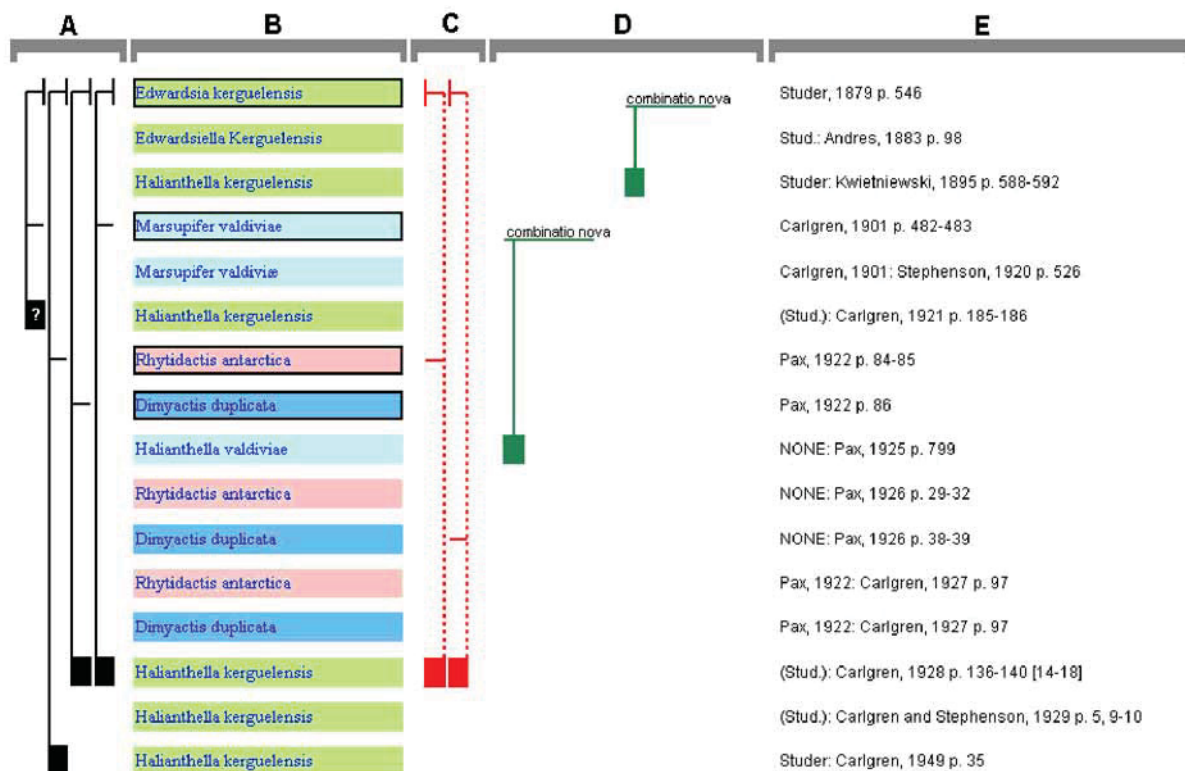 A B C D E
Edwardsia kerguelensis combinatio nova Studer, 1879 p. 546
Edwardsiella Kerguelensis Stud.: Andres, 1883 p. 98
Halianthella kerguelensis Studer: Kwietniewski, 1895 p. 588-592
Marsupifer valdiviae combinatio nova Carlgren, 1901 p. 482-483
Marsupifer valdiviæ Carlgren, 1901: Stephenson, 1920 p. 526
? Halianthella kerguelensis (Stud.): Carlgren, 1921 p. 185-186
Rhytidactis antarctica Pax, 1922 p. 84-85
Dimyactis duplicata Pax, 1922 p. 86
Halianthella valdiviae NONE: Pax, 1925 p. 799
Rhytidactis antarctica NONE: Pax, 1926 p. 29-32
Dimyactis duplicata NONE: Pax, 1926 p. 38-39
Rhytidactis antarctica Pax, 1922: Carlgren, 1927 p. 97
Dimyactis duplicata Pax, 1922: Carlgren, 1927 p. 97
Halianthella kerguelensis (Stud.): Carlgren, 1928 p. 136-140 [14-18]
Halianthella kerguelensis (Stud.): Carlgren and Stephenson, 1929 p. 5, 9-10
Halianthella kerguelensis Studer: Carlgren, 1949 p. 35